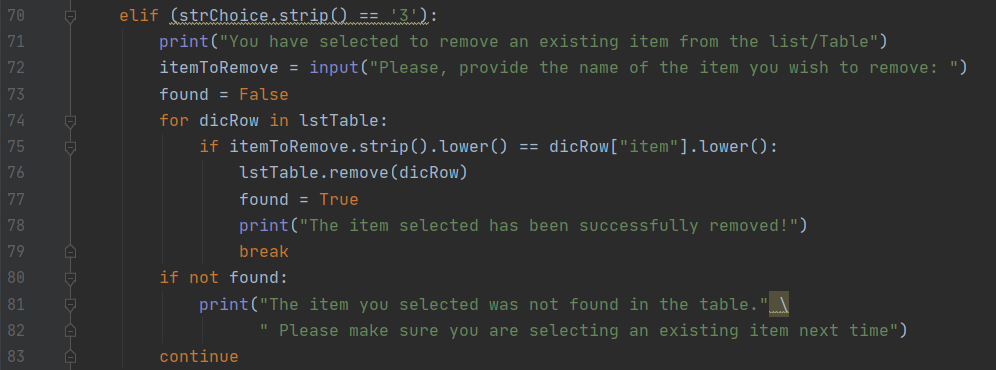 70 elif (strChoice.strip() == '3'):
71 print("You have selected to remove an existing item from the list/Table")
72 itemToRemove = input("Please, provide the name of the item you wish to remove: ")
73 found = False
74 for dicRow in lstTable:
75 if itemToRemove.strip().lower() == dicRow["item"].lower():
76 lstTable.remove(dicRow)
77 found = True
78 print("The item selected has been successfully removed!")
79 break
80 if not found:
81 print("The item you selected was not found in the table." \
82 " Please make sure you are selecting an existing item next time")
83 continue